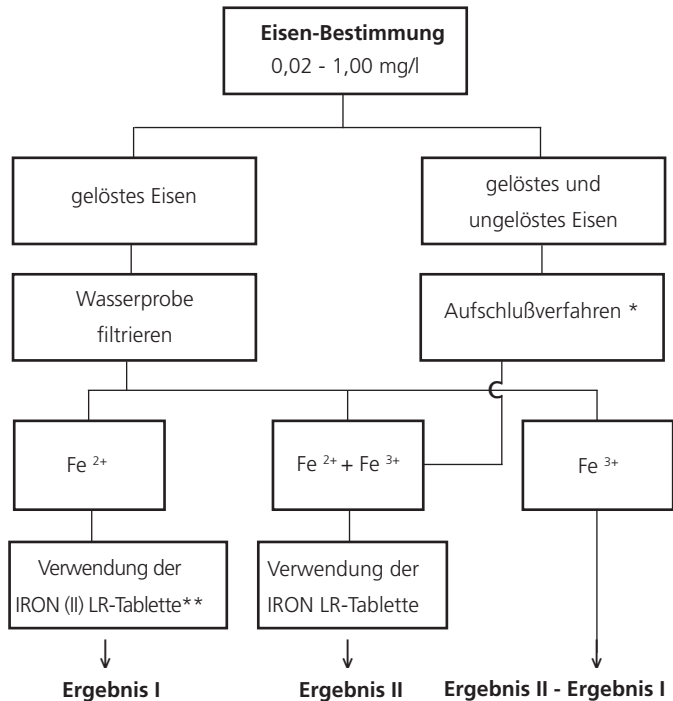 Eisen-Bestimmung
0,02 - 1,00 mg/l
gelöstes Eisen
gelöstes und
ungelöstes Eisen
Wasserprobe
filtrieren
Aufschlußverfahren *
Fe 2+
Fe 2+ + Fe 3+
Fe 3+
Verwendung der
IRON (II) LR-Tablette**
Verwendung der
IRON LR-Tablette
Ergebnis I
Ergebnis II
Ergebnis II - Ergebnis I